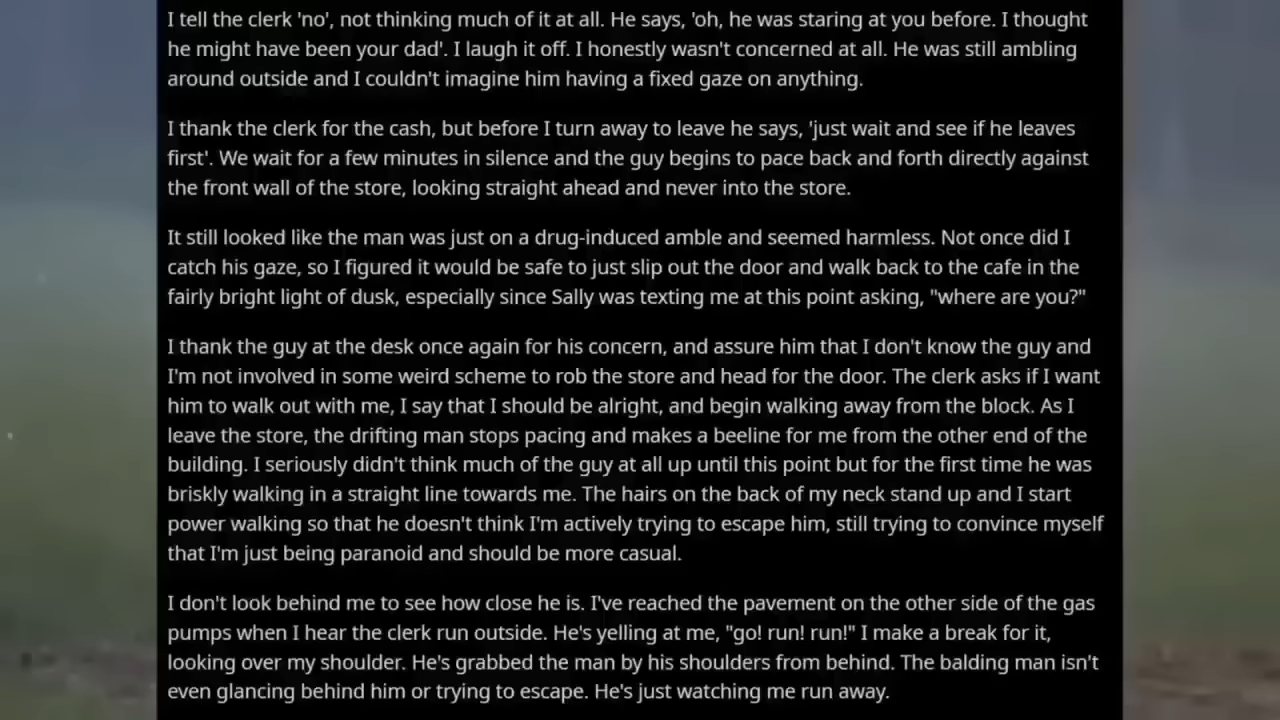 I tell the clerk 'no', not thinking much of it at all. He says, 'oh, he was staring at you before. I thought
he might have been your dad'. I laugh it off. I honestly wasn't concerned at all. He was still ambling
around outside and I couldn't imagine him having a fixed gaze on anything.
I thank the clerk for the cash, but before I turn away to leave he says, 'just wait and see if he leaves
first'. We wait for a few minutes in silence and the guy begins to pace back and forth directly against
the front wall of the store, looking straight ahead and never into the store.
It still looked like the man was just on a drug-induced amble and seemed harmless. Not once did I
catch his gaze, so I figured it would be safe to just slip out the door and walk back to the cafe in the
fairly bright light of dusk, especially since Sally was texting me at this point asking, "where are you?"
I thank the guy at the desk once again for his concern, and assure him that I don't know the guy and
I'm not involved in some weird scheme to rob the store and head for the door. The clerk asks if I want
him to walk out with me, I say that I should be alright, and begin walking away from the block. As I
leave the store, the drifting man stops pacing and makes a beeline for me from the other end of the
building. I seriously didn't think much of the guy at all up until this point but for the first time he was
briskly walking in a straight line towards me. The hairs on the back of my neck stand up and I start
power walking so that he doesn't think I'm actively trying to escape him, still trying to convince myself
that I'm just being paranoid and should be more casual.
I don't look behind me to see how close he is. I've reached the pavement on the other side of the gas
pumps when I hear the clerk run outside. He's yelling at me, "go! run! run!" I make a break for it,
looking over my shoulder. He's grabbed the man by his shoulders from behind. The balding man isn't
even glancing behind him or trying to escape. He's just watching me run away.